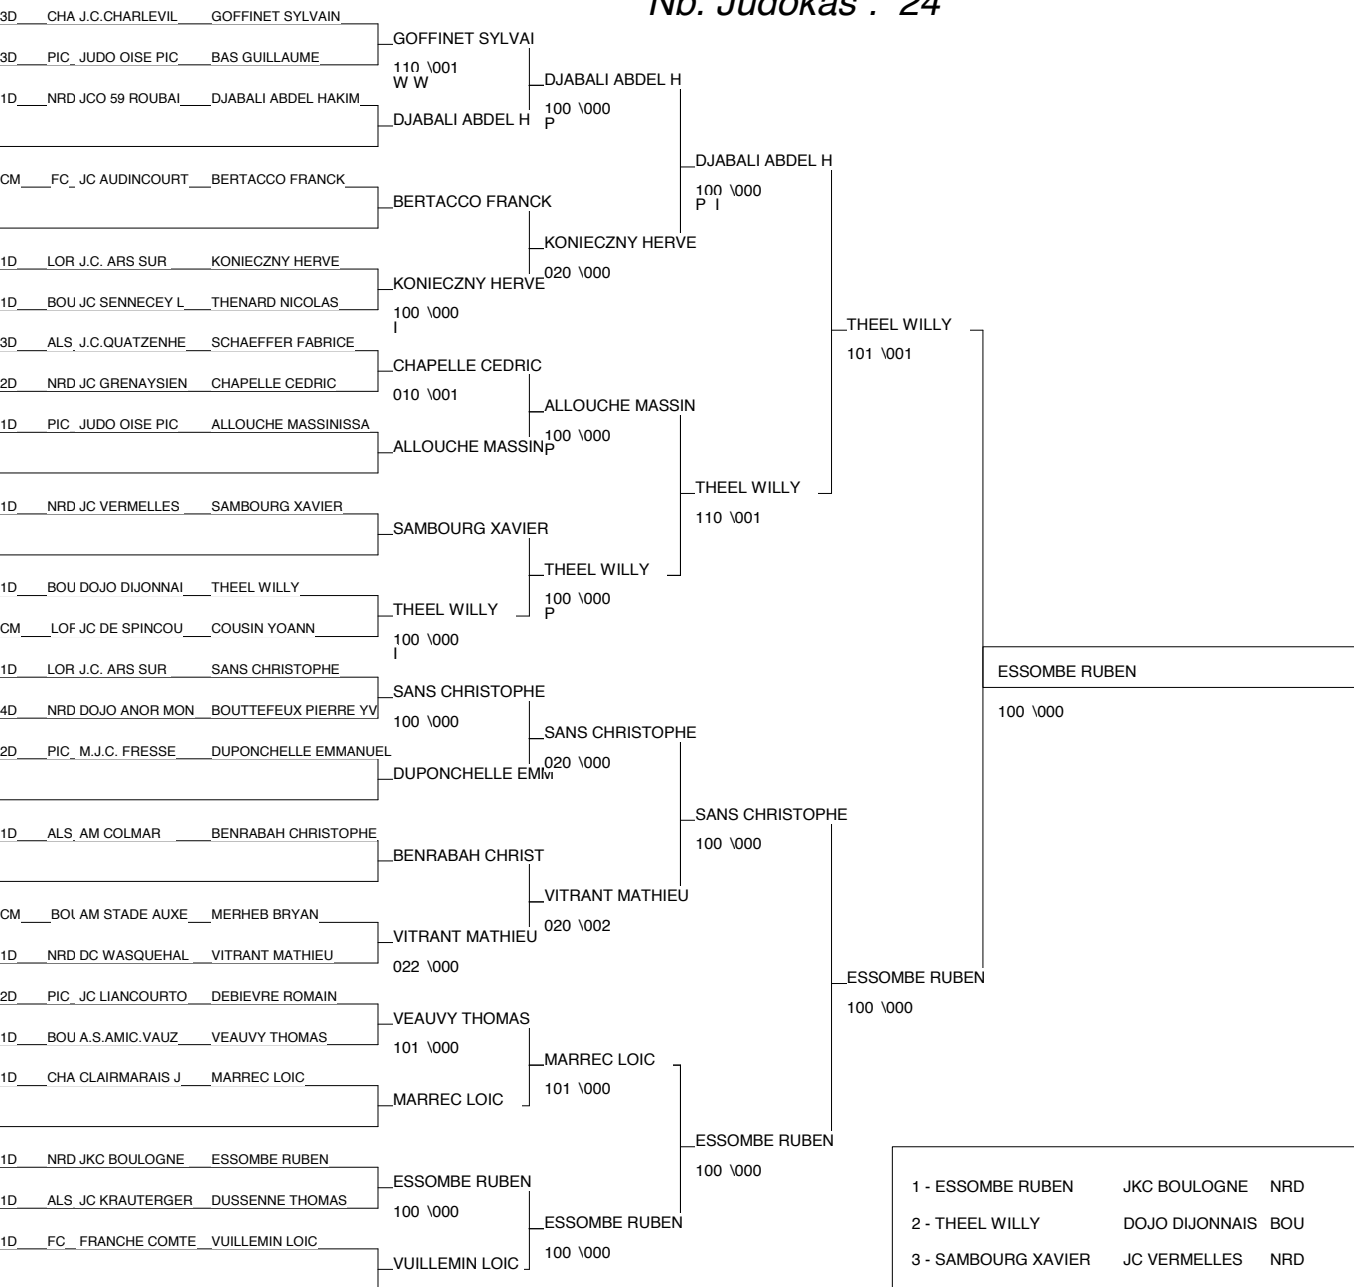 Nb. Judokas : 24
3D CHA J.C.CHARLEVIL GOFFINET SYLVAIN
GOFFINET SYLVAI
3D PIC JUDO OISE PIC BAS GUILLAUME
110 \001
W W
DJABALI ABDEL H
1D NRD JCO 59 ROUBAI DJABALI ABDEL HAKIM
100 \000
P
DJABALI ABDEL H
DJABALI ABDEL H
100 \000
P I
CM FC JC AUDINCOURT BERTACCO FRANCK
BERTACCO FRANCK
KONIECZNY HERVE
020 \000
1D LOR J.C. ARS SUR KONIECZNY HERVE
KONIECZNY HERVE
1D BOU JC SENNECEY L THENARD NICOLAS
100 \000
I
THEEL WILLY
101 \001
3D ALS J.C.QUATZENHE SCHAEFFER FABRICE
CHAPELLE CEDRIC
2D NRD JC GRENAYSIEN CHAPELLE CEDRIC
010 \001
ALLOUCHE MASSIN
1D PIC JUDO OISE PIC ALLOUCHE MASSINISSA
100 \000
P
ALLOUCHE MASSIN
THEEL WILLY
110 \001
1D NRD JC VERMELLES SAMBOURG XAVIER
SAMBOURG XAVIER
THEEL WILLY
100 \000
P
1D BOU DOJO DIJONNAI THEEL WILLY
THEEL WILLY
CM LOR JC DE SPINCOU COUSIN YOANN
100 \000
I
ESSOMBE RUBEN
100 \000
1D LOR J.C. ARS SUR SANS CHRISTOPHE
SANS CHRISTOPHE
4D NRD DOJO ANOR MON BOUTTEFEUX PIERRE YV
100 \000
SANS CHRISTOPHE
020 \000
2D PIC M.J.C. FRESSE DUPONCHELLE EMMANUEL
DUPONCHELLE EMM
SANS CHRISTOPHE
100 \000
1D ALS AM COLMAR BENRABAH CHRISTOPHE
BENRABAH CHRIST
VITRANT MATHIEU
020 \002
CM BOU AM STADE AUXE MERHEB BRYAN
VITRANT MATHIEU
1D NRD DC WASQUEHAL VITRANT MATHIEU
022 \000
ESSOMBE RUBEN
100 \000
2D PIC JC LIANCOURTO DEBIEVRE ROMAIN
VEAUVY THOMAS
1D BOU A.S.AMIC.VAUZ VEAUVY THOMAS
101 \000
MARREC LOIC
101 \000
1D CHA CLAIRMARAIS J MARREC LOIC
MARREC LOIC
ESSOMBE RUBEN
100 \000
1D NRD JKC BOULOGNE ESSOMBE RUBEN
ESSOMBE RUBEN
1D ALS JC KRAUTERGER DUSSENNE THOMAS
100 \000
ESSOMBE RUBEN
100 \000
1D FC FRANCHE COMTE VUILLEMIN LOIC
VUILLEMIN LOIC
1 - ESSOMBE RUBEN JKC BOULOGNE NRD
2 - THEEL WILLY DOJO DIJONNAIS BOU
3 - SAMBOURG XAVIER JC VERMELLES NRD